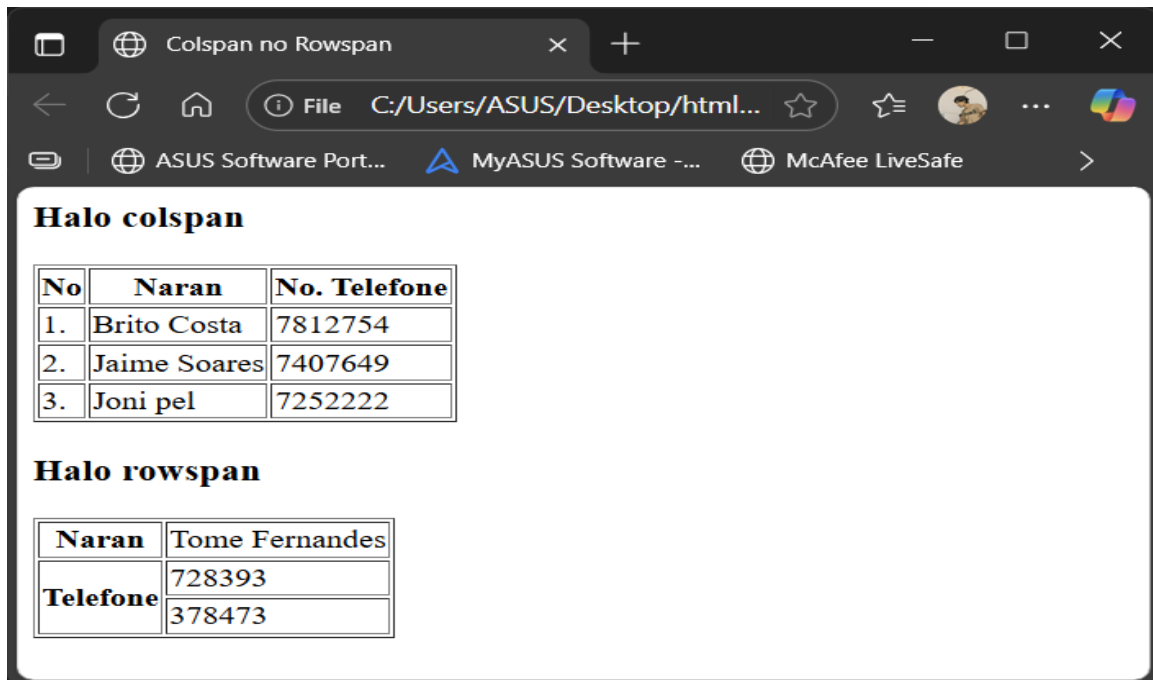 Colspan no Rowspan
File C:/Users/ASUS/Desktop/html...
ASUS Software Port... MyASUS Software -... McAfee LiveSafe
Halo colspan
No Naran No. Telefone
1. Brito Costa 7812754
2. Jaime Soares 7407649
3. Joni pel 7252222
Halo rowspan
Naran Tome Fernandes
Telefone 728393
378473